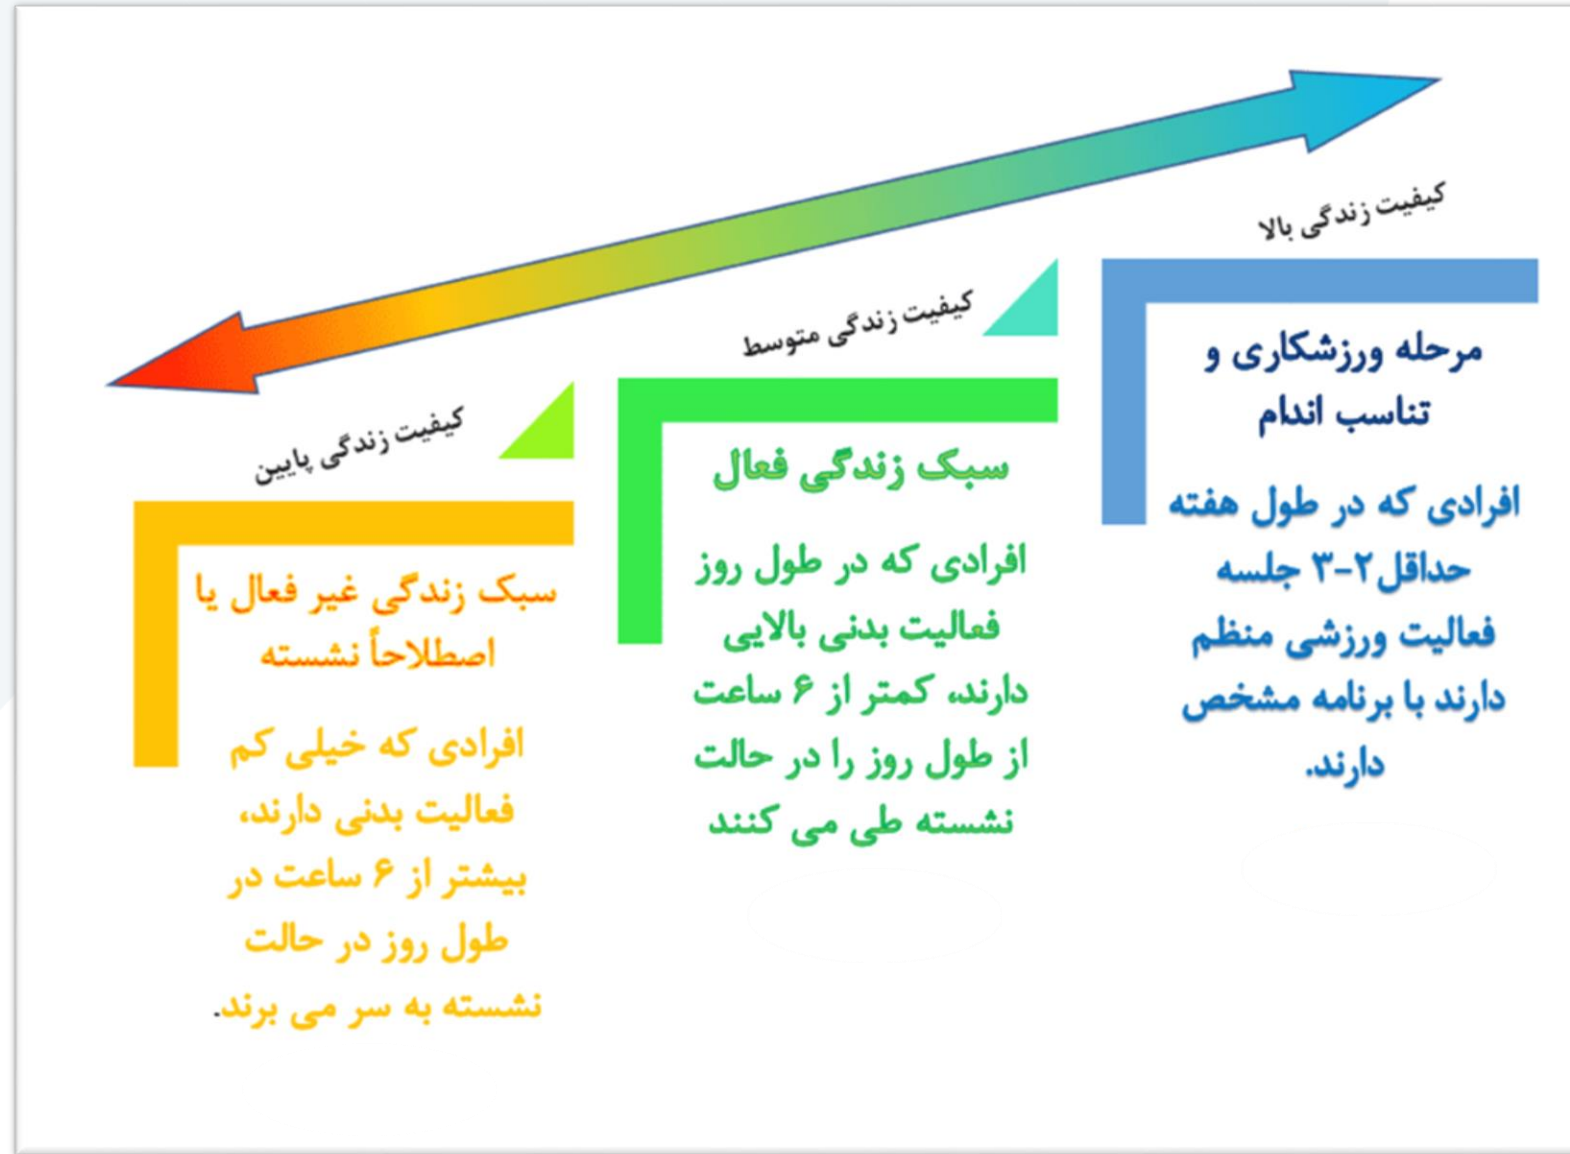 کیفیت زندگی بالا
مرحله ورزشکاری و
تناسب اندام
افرادی که در طول هفته
حداقل۲-۳ جلسه
فعالیت ورزشی منظم
دارند با برنامه مشخص
دارند.
کیفیت زندگی متوسط
سبک زندگی فعال
افرادی که در طول روز
فعالیت بدنی بالایی
دارند، کمتر از ۶ ساعت
از طول روز را در حالت
نشسته طی می کنند
کیفیت زندگی پایین
سبک زندگی غیر فعال یا
اصطلاحاً نشسته
افرادی که خیلی کم
فعالیت بدنی دارند،
بیشتر از ۶ ساعت در
طول روز در حالت
نشسته به سر می برند.